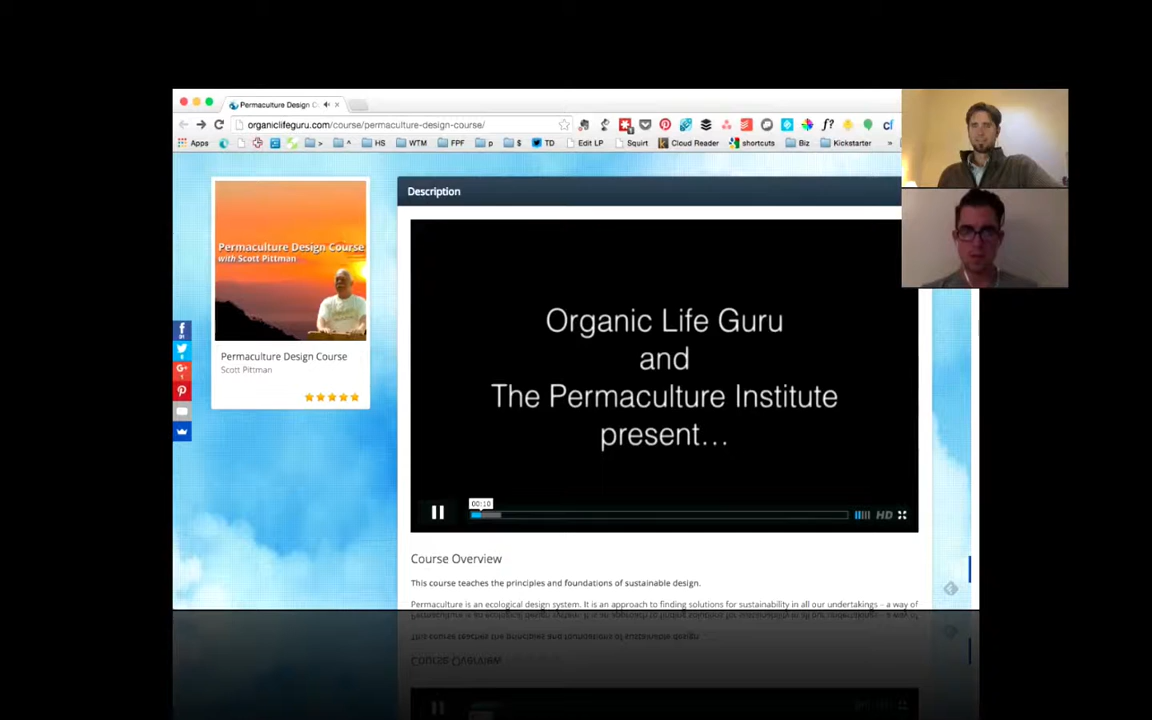 Permaculture Design C
organiclifeguru.com/course/permaculture-design-course/
f?
Apps
>
^
HS
WTM
FPF
p
$
TD
Edit LP
Squirt
Cloud Reader
shortcuts
Biz
Kickstarter
»
Permaculture Design Course
with Scott Pittman
Permaculture Design Course
Scott Pittman
Description
Organic Life Guru
and
The Permaculture Institute
present...
00:10
HD
Course Overview
This course teaches the principles and foundations of sustainable design.
Permaculture is an ecological design system. It is an approach to finding solutions for sustainability in all our undertakings – a way of